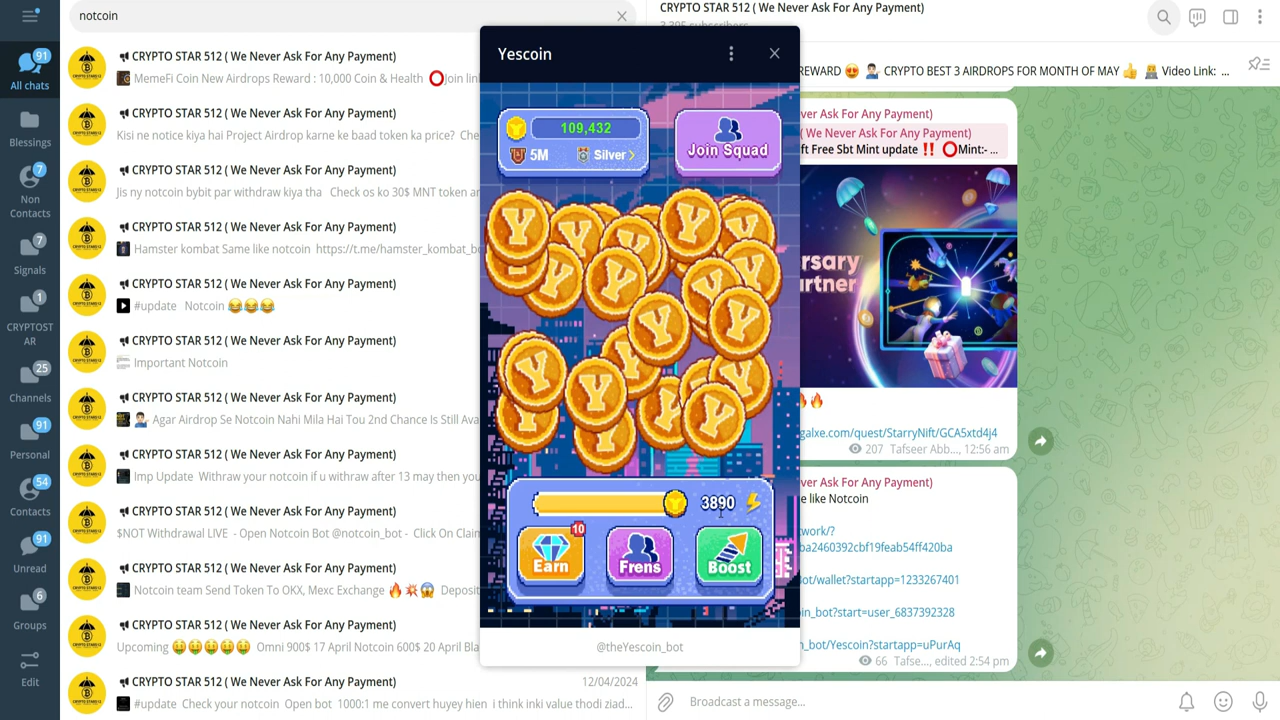 notcoin
91
All chats
Blessings
7
Non
Contacts
7
Signals
1
CRYPTOST
AR
25
Channels
91
Personal
54
Contacts
91
Unread
6
Groups
Edit
CRYPTO STAR 512 ( We Never Ask For Any Payment)
MemeFi Coin New Airdrops Reward : 10,000 Coin & Health ⭕Join lin
CRYPTO STAR 512 ( We Never Ask For Any Payment)
Kisi ne notice kiya hai Project Airdrop karne ke baad token ka price? Che
CRYPTO STAR 512 ( We Never Ask For Any Payment)
Jis ny notcoin bybit par withdraw kiya tha Check os ko 30$ MNT token a
CRYPTO STAR 512 ( We Never Ask For Any Payment)
Hamster kombat Same like notcoin https://t.me/hamster_kombat_bo
CRYPTO STAR 512 ( We Never Ask For Any Payment)
#update Notcoin 😂😂😂
CRYPTO STAR 512 ( We Never Ask For Any Payment)
Important Notcoin
CRYPTO STAR 512 ( We Never Ask For Any Payment)
Agar Airdrop Se Notcoin Nahi Mila Hai Tou 2nd Chance Is Still Ava
CRYPTO STAR 512 ( We Never Ask For Any Payment)
Imp Update Withdraw your notcoin if u withdraw after 13 may then you
CRYPTO STAR 512 ( We Never Ask For Any Payment)
$NOT Withdrawal LIVE - Open Notcoin Bot @notcoin_bot - Click On Clain
CRYPTO STAR 512 ( We Never Ask For Any Payment)
Notcoin team Send Token To OKX, Mexc Exchange 🔥💥😱 Deposit
CRYPTO STAR 512 ( We Never Ask For Any Payment)
Upcoming 🤑🤑🤑🤑🤑 Omni 900$ 17 April Notcoin 600$ 20 April Bla
CRYPTO STAR 512 ( We Never Ask For Any Payment)
12/04/2024
#update Check your notcoin Open bot 1000:1 me convert huyey hien i think inki value thodi ziad...
Yescoin
109,432
5M
Silver >
Join Squad
3890
10
Earn
Frens
Boost
@theYescoin_bot
CRYPTO STAR 512 ( We Never Ask For Any Payment)
3,395 subscribers
REWARD 😍 CRYPTO BEST 3 AIRDROPS FOR MONTH OF MAY 👍 Video Link: ...
ver Ask For Any Payment)
( We Never Ask For Any Payment)
ft Free Sbt Mint update ‼️ ⭕Mint:- ...
rsary
rtner
🔥
galxe.com/quest/StarryNift/GCA5xtd4j4
207 Tafseer Abb..., 12:56 am
ver Ask For Any Payment)
e like Notcoin
work/?
ba2460392cbf19feab54ff420ba
ot/wallet?startapp=1233267401
in_bot?start=user_6837392328
n_bot/Yescoin?startapp=uPurAq
66 Tafse..., edited 2:54 pm
Broadcast a message...